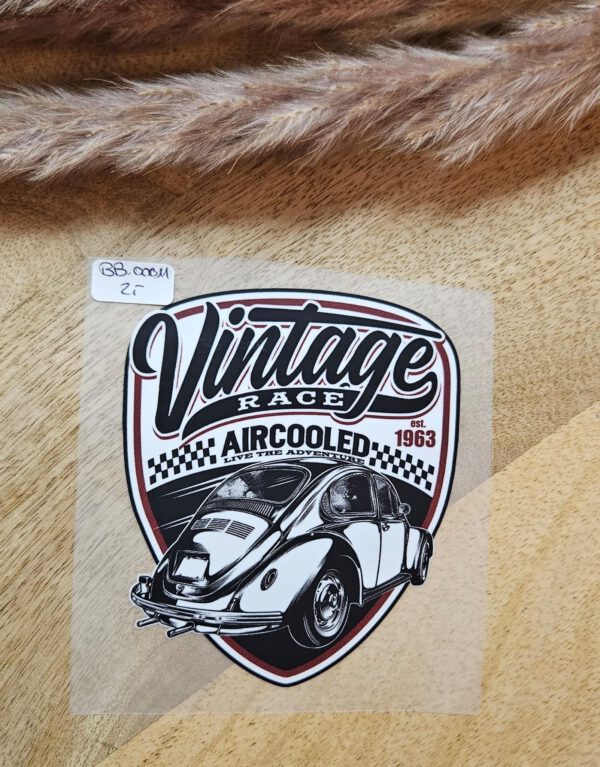 BB.00011
2,-
Vintage
RACE
est.
1963
AIRCOOLED
LIVE THE ADVENTURE